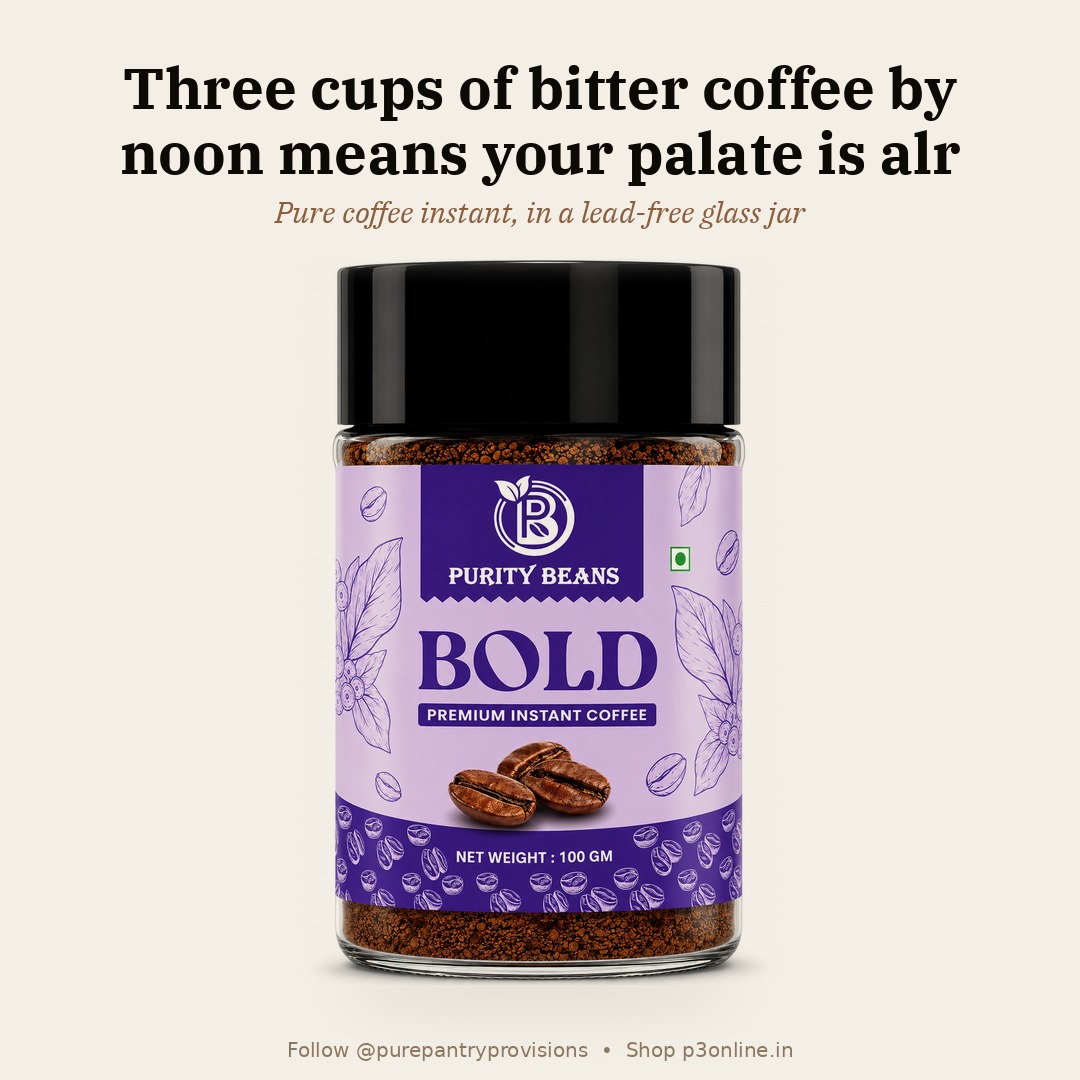 Three cups of bitter coffee by
noon means your palate is alr
Pure coffee instant, in a lead-free glass jar
PURITY BEANS
BOLD
PREMIUM INSTANT COFFEE
NET WEIGHT : 100 GM
Follow @purepantryprovisions • Shop p3online.in